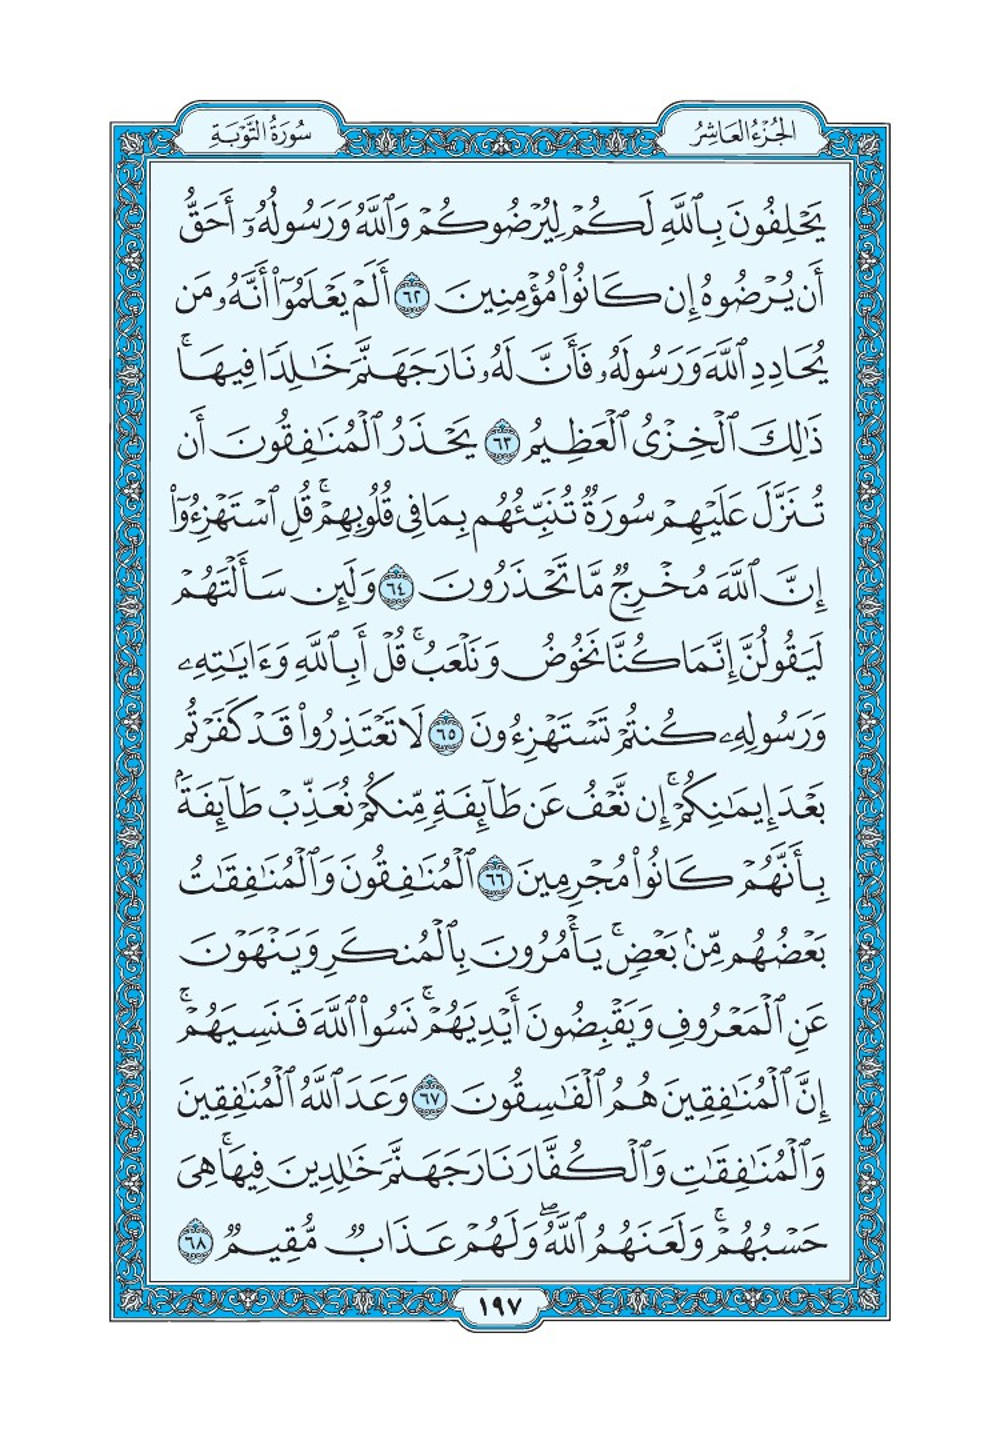 الجُزْءُ العَاشِرُ
سُورَةُ التَّوْبَةِ
يَحْلِفُونَ بِٱللَّهِ لَكُمْ لِيُرْضُوكُمْ وَٱللَّهُ وَرَسُولُهُۥٓ أَحَقُّ
أَن يُرْضُوهُ إِن كَانُوا۟ مُؤْمِنِينَ ٦٢ أَلَمْ يَعْلَمُوٓا۟ أَنَّهُۥ مَن
يُحَادِدِ ٱللَّهَ وَرَسُولَهُۥ فَأَنَّ لَهُۥ نَارَ جَهَنَّمَ خَٰلِدًا فِيهَا ۚ
ذَٰلِكَ ٱلْخِزْىُ ٱلْعَظِيمُ ٦٣ يَحْذَرُ ٱلْمُنَٰفِقُونَ أَن
تُنَزَّلَ عَلَيْهِمْ سُورَةٌ تُنَبِّئُهُم بِمَا فِى قُلُوبِهِمْ ۚ قُلِ ٱسْتَهْزِءُوٓا۟
إِنَّ ٱللَّهَ مُخْرِجٌ مَّا تَحْذَرُونَ ٦٤ وَلَئِن سَأَلْتَهُمْ
لَيَقُولُنَّ إِنَّمَا كُنَّا نَخُوضُ وَنَلْعَبُ ۚ قُلْ أَبِٱللَّهِ وَءَايَٰتِهِۦ
وَرَسُولِهِۦ كُنتُمْ تَسْتَهْزِءُونَ ٦٥ لَا تَعْتَذِرُوا۟ قَدْ كَفَرْتُم
بَعْدَ إِيمَٰنِكُمْ ۚ إِن نَّعْفُ عَن طَآئِفَةٍ مِّنكُمْ نُعَذِّبْ طَآئِفَةًۢ
بِأَنَّهُمْ كَانُوا۟ مُجْرِمِينَ ٦٦ ٱلْمُنَٰفِقُونَ وَٱلْمُنَٰفِقَٰتُ
بَعْضُهُم مِّنۢ بَعْضٍ ۚ يَأْمُرُونَ بِٱلْمُنكَرِ وَيَنْهَوْنَ
عَنِ ٱلْمَعْرُوفِ وَيَقْبِضُونَ أَيْدِيَهُمْ ۚ نَسُوا۟ ٱللَّهَ فَنَسِيَهُمْ ۚ
إِنَّ ٱلْمُنَٰفِقِينَ هُمُ ٱلْفَٰسِقُونَ ٦٧ وَعَدَ ٱللَّهُ ٱلْمُنَٰفِقِينَ
وَٱلْمُنَٰفِقَٰتِ وَٱلْكُفَّارَ نَارَ جَهَنَّمَ خَٰلِدِينَ فِيهَا ۚ هِىَ
حَسْبُهُمْ ۚ وَلَعَنَهُمُ ٱللَّهُ ۖ وَلَهُمْ عَذَابٌ مُّقِيمٌ ٦٨
١٩٧